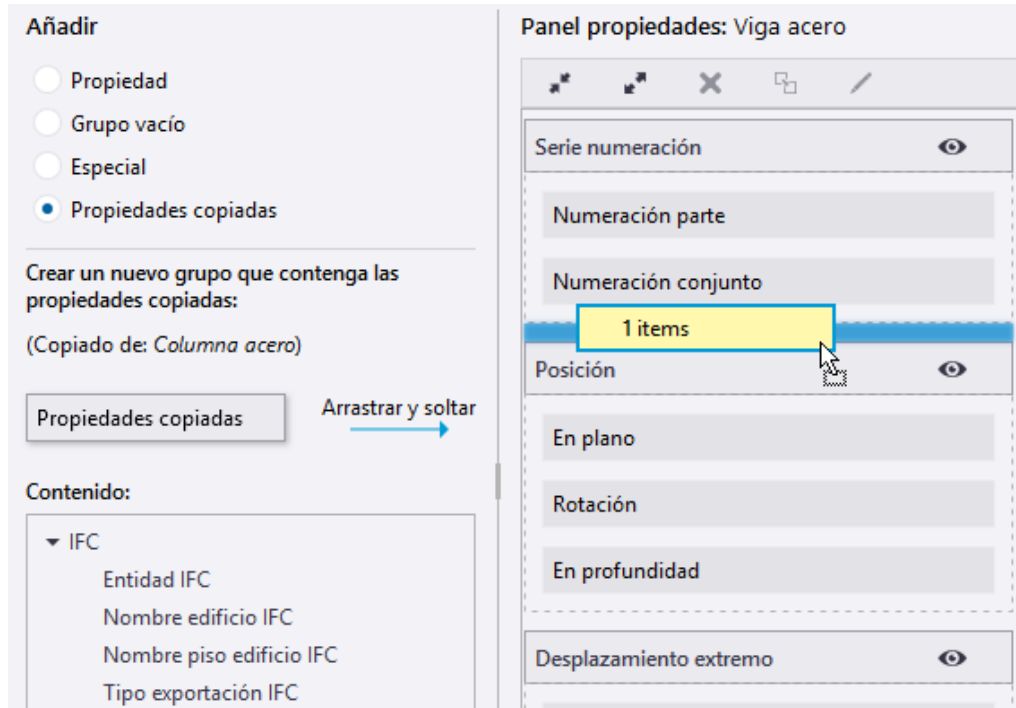 Añadir
Propiedad
Grupo vacío
Especial
Propiedades copiadas
Crear un nuevo grupo que contenga las
propiedades copiadas:
(Copiado de: Columna acero)
Propiedades copiadas
Arrastrar y soltar
Contenido:
IFC
Entidad IFC
Nombre edificio IFC
Nombre piso edificio IFC
Tipo exportación IFC
Panel propiedades: Viga acero
Serie numeración
Numeración parte
Numeración conjunto
1 items
Posición
En plano
Rotación
En profundidad
Desplazamiento extremo